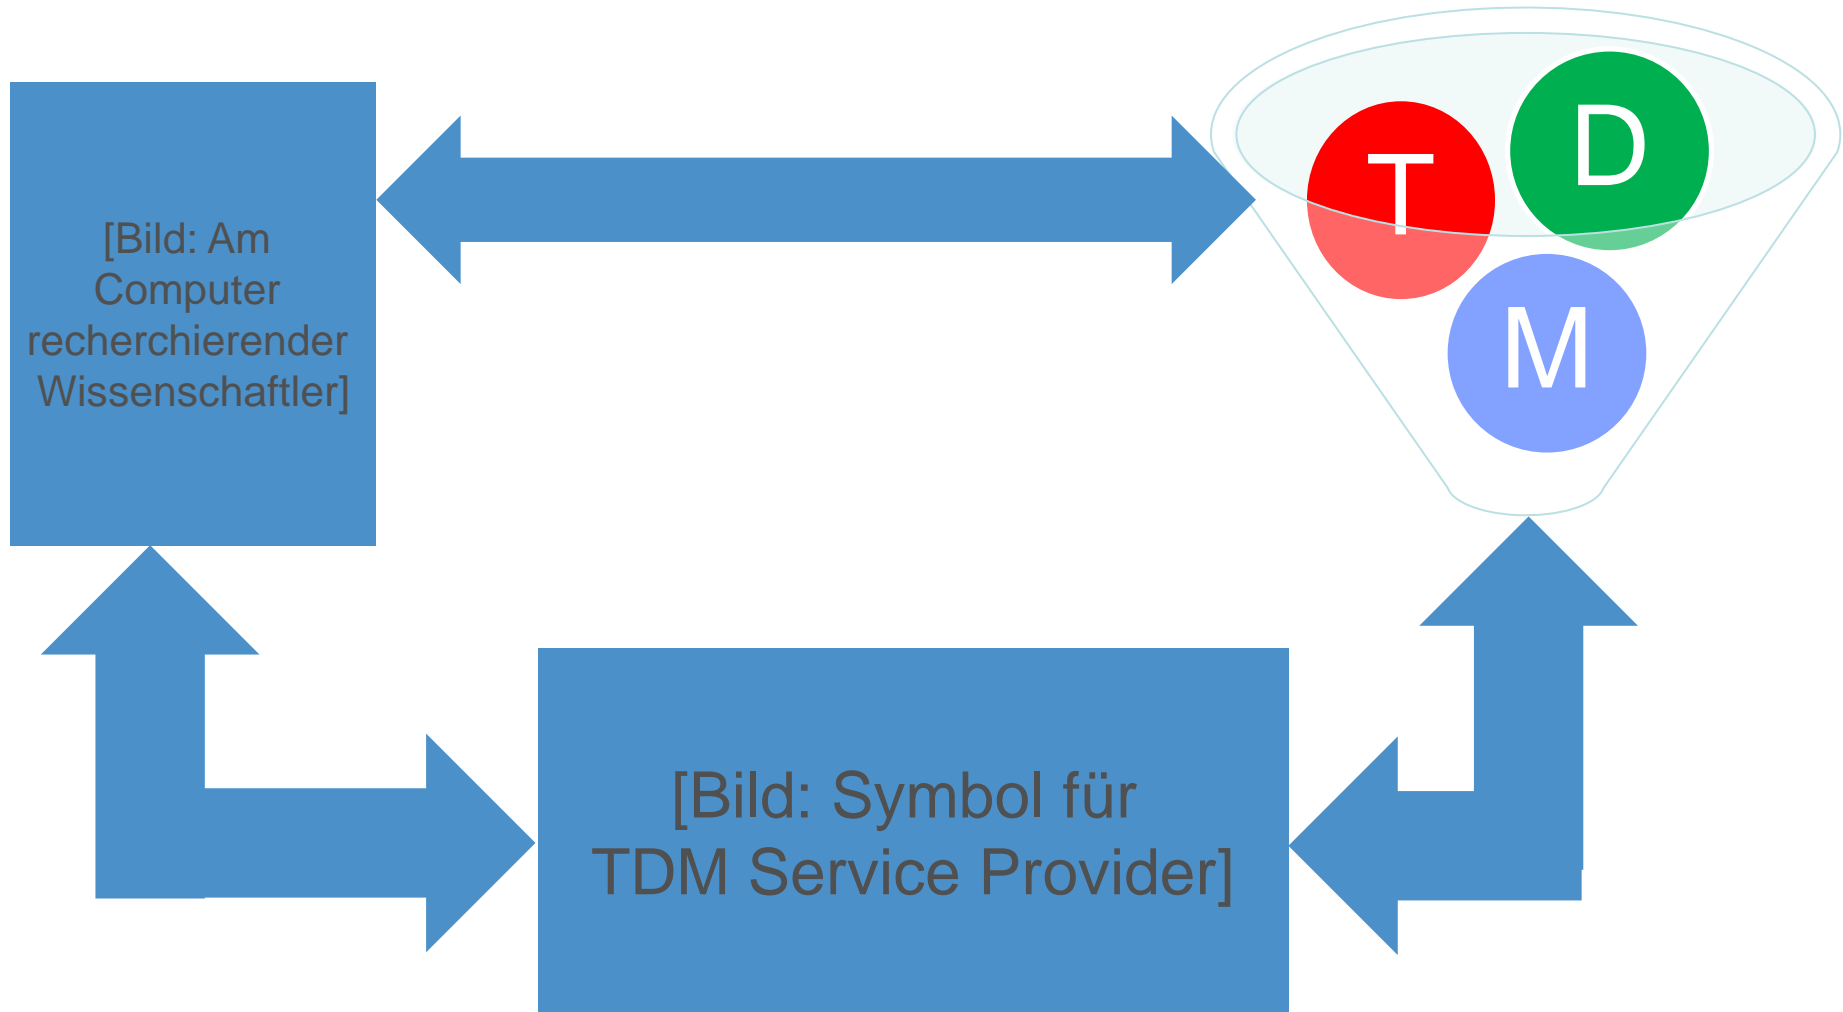 [Bild: Am
Computer
recherchierender
Wissenschaftler]
T
D
M
[Bild: Symbol für
TDM Service Provider]